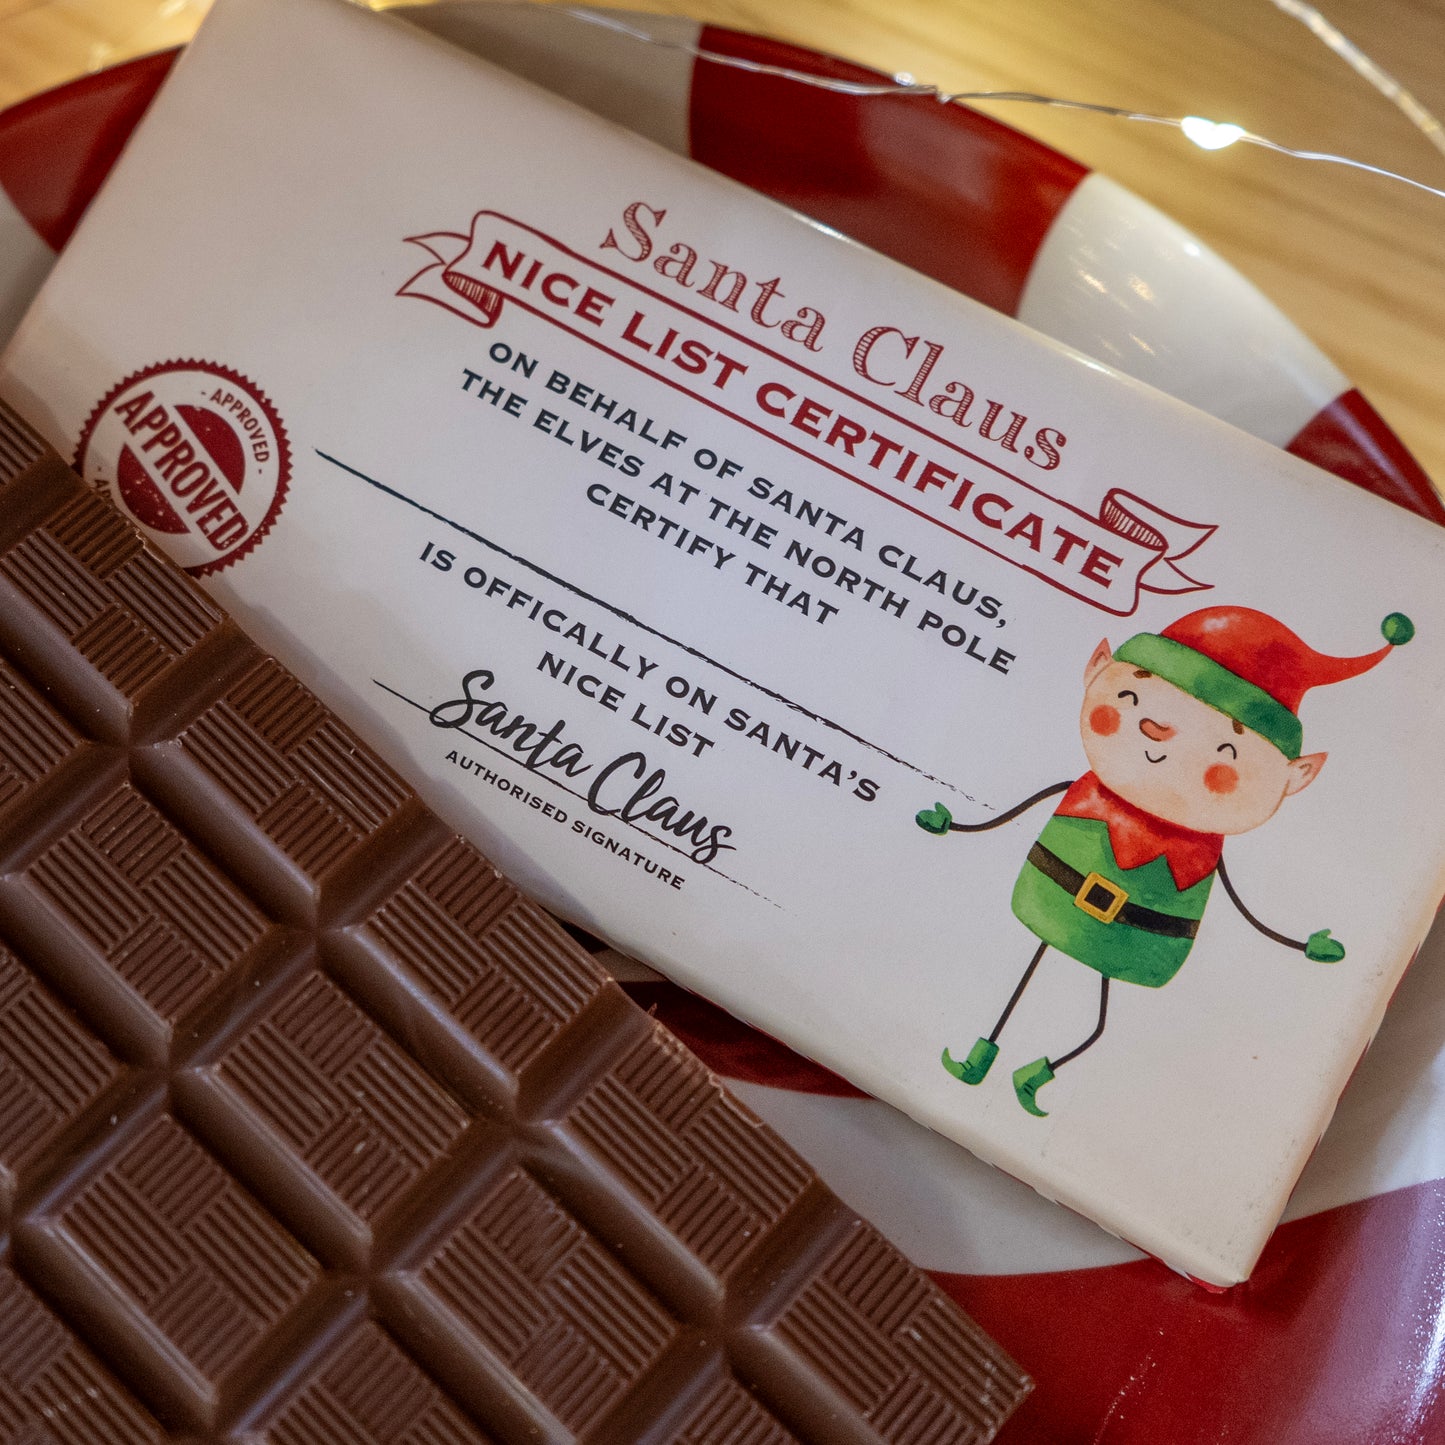 Santa Claus
NICE LIST CERTIFICATE
ON BEHALF OF SANTA CLAUS,
THE ELVES AT THE NORTH POLE
CERTIFY THAT
IS OFFICALLY ON SANTA'S
NICE LIST
Santa Claus
AUTHORISED SIGNATURE
- APPROVED -
APPROVED